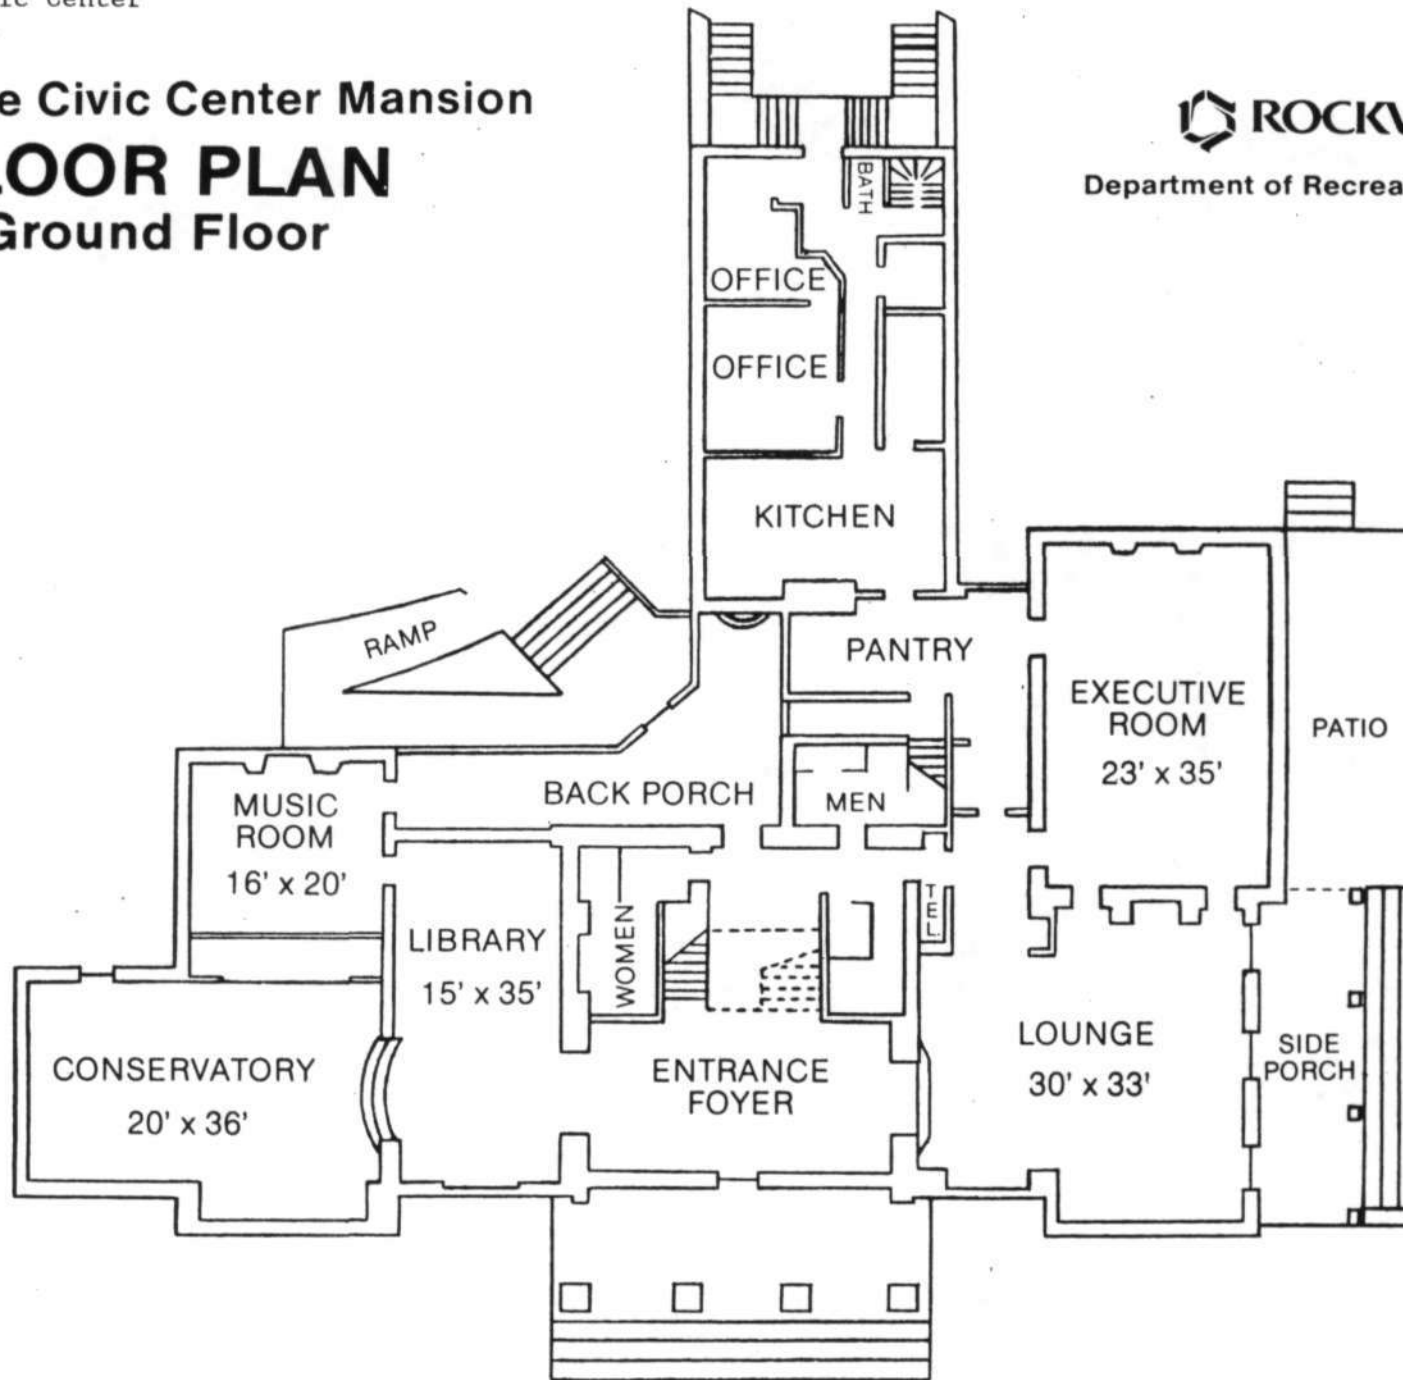 ic Center
e Civic Center Mansion
LOOR PLAN
Ground Floor
ROCKV
Department of Recrea
BATH
OFFICE
OFFICE
KITCHEN
RAMP
PANTRY
EXECUTIVE
ROOM
23' x 35'
PATIO
BACK PORCH
MEN
MUSIC
ROOM
16' x 20'
LIBRARY
15' x 35'
WOMEN
TEL.
LOUNGE
30' x 33'
SIDE
PORCH
CONSERVATORY
20' x 36'
ENTRANCE
FOYER